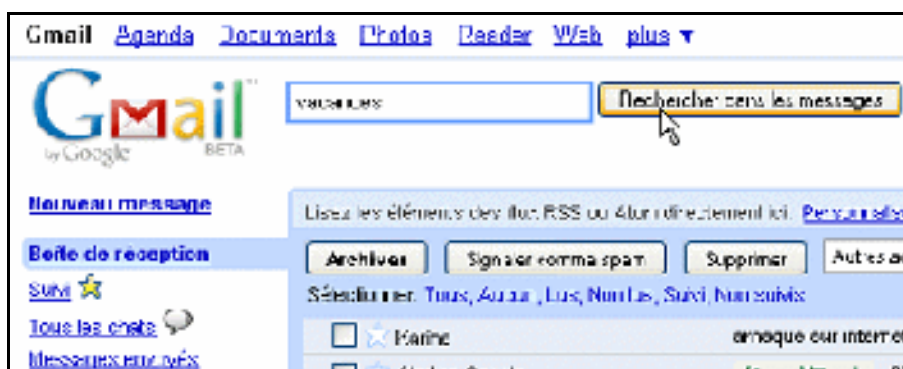 Gmail Agenda Documents Photos Reader Web plus ▼
Gmail™
by Google BETA
vacances Rechercher dans les messages
Nouveau message
Lisez les éléments des flux RSS ou Atom directement ici.
Boîte de réception
Archiver Signaler comme spam Supprimer Autres
Suivi
Sélectionner: Tous, Aucun, Lus, Non lus, Suivi, Non suivis
Tous les chats
Karine arnaque sur internet
Messages envoyés